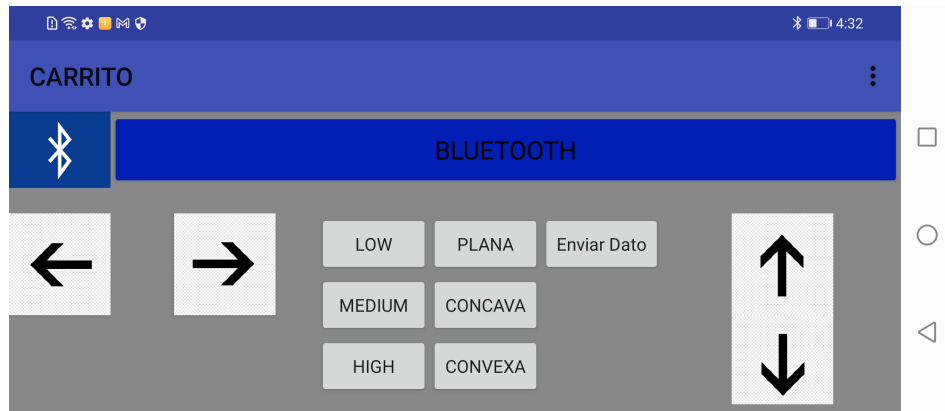 4:32
CARRITO
BLUETOOTH
LOW PLANA Enviar Dato
MEDIUM CONCAVA
HIGH CONVEXA